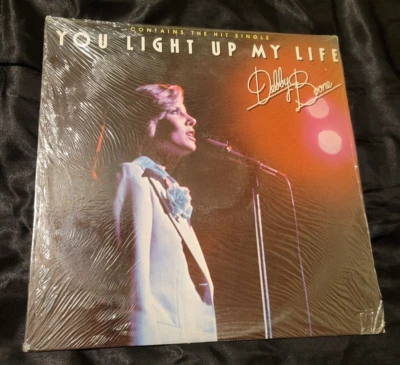 CONTAINS THE HIT SINGLE
YOU LIGHT UP MY LIFE
Debby Boone